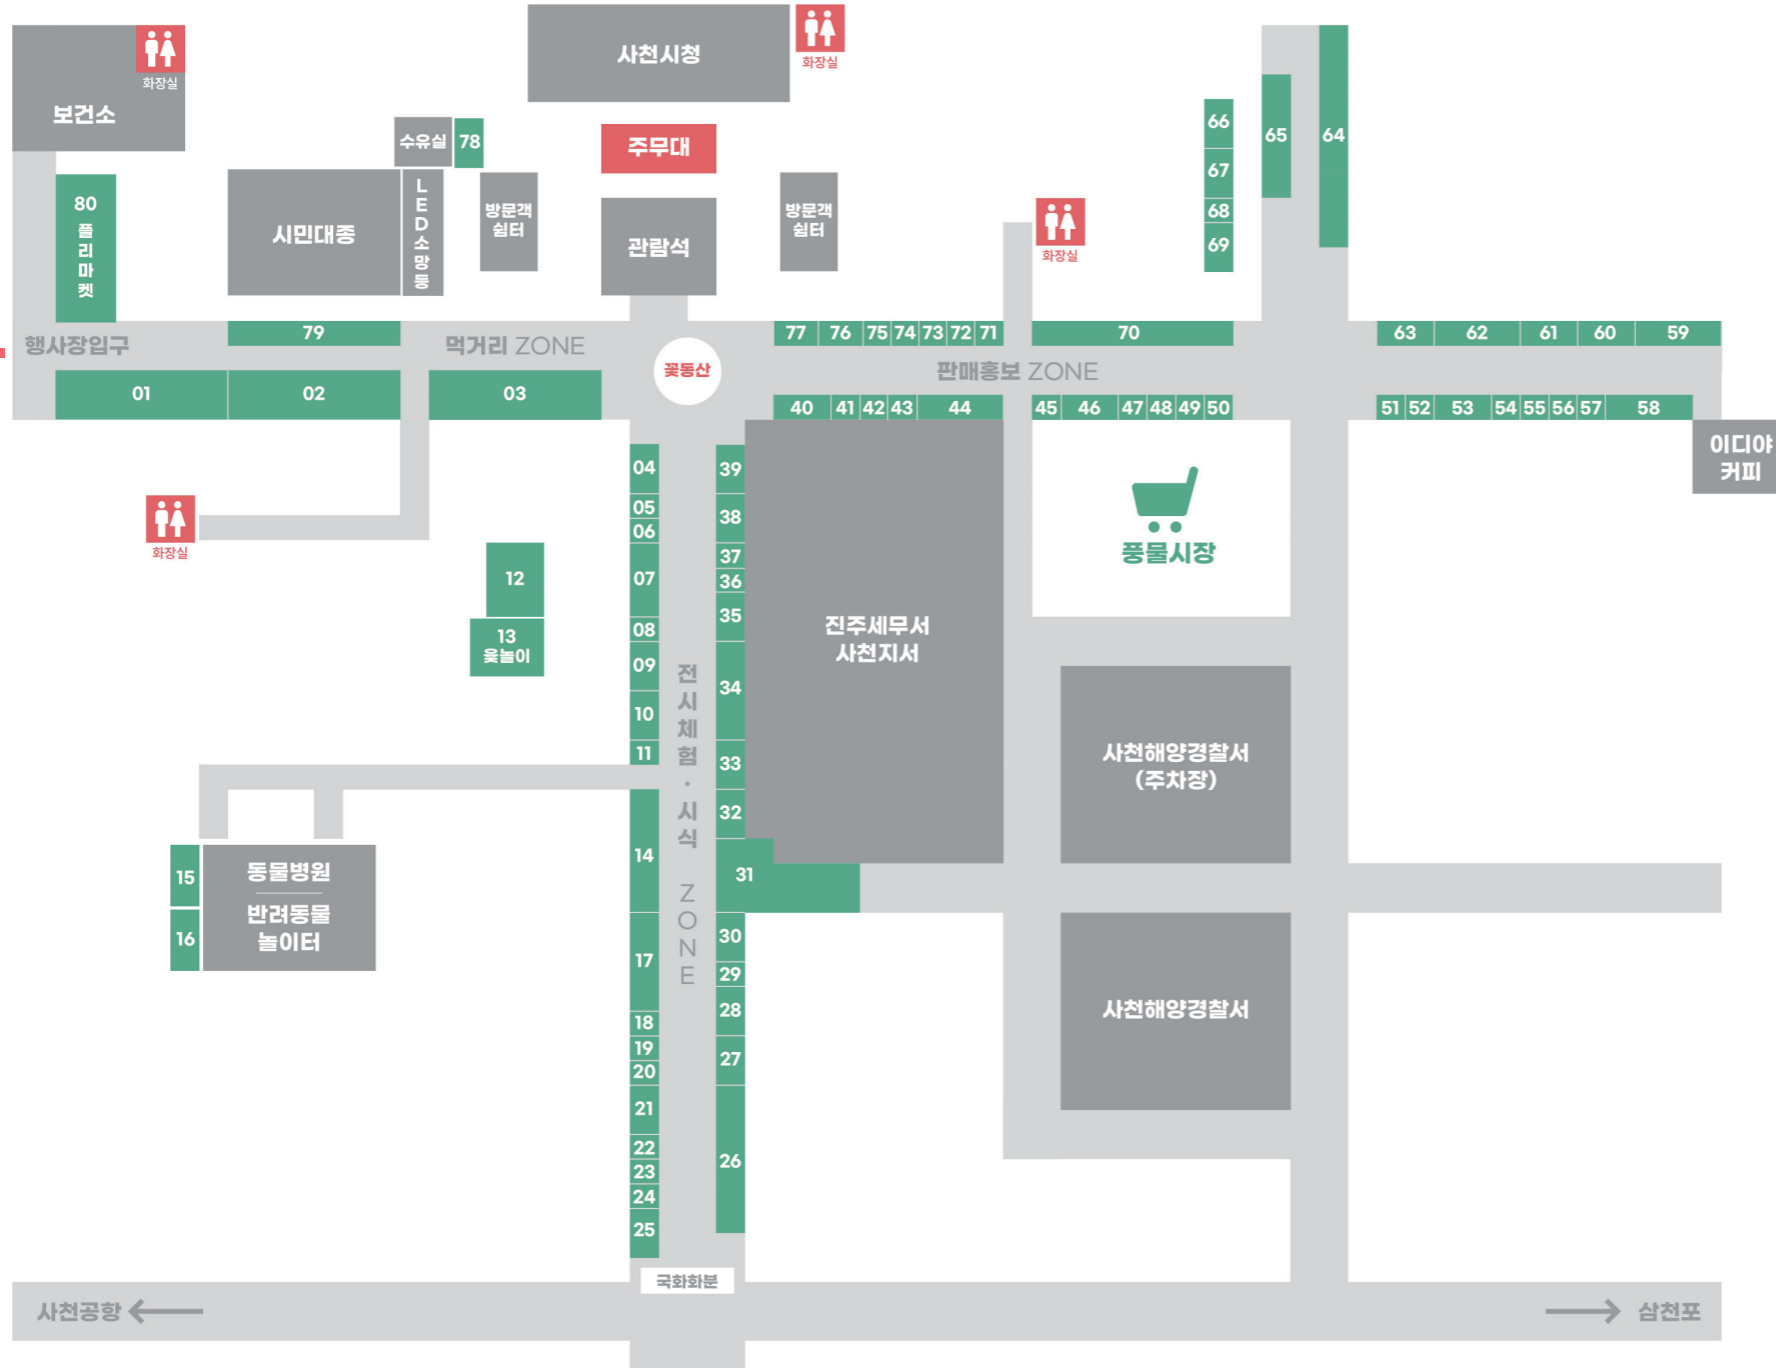 사천시청
화장실
화장실
보건소
수유실
78
주무대
66
65
64
67
80
플리마켓
시민대종
LED소망등
방문객
쉼터
관람석
방문객
쉼터
68
69
화장실
79
77 76 75 74 73 72 71
70
63 62 61 60 59
행사장입구
먹거리 ZONE
꽃동산
판매홍보 ZONE
01
02
03
40 41 42 43 44
45 46 47 48 49 50
51 52 53 54 55 56 57 58
이디야
커피
화장실
04
05
06
07
08
09
10
11
12
13
윷놀이
39
38
37
36
35
34
33
32
31
전시체험·시식 ZONE
풍물시장
진주세무서
사천지서
사천해양경찰서
(주차장)
14
15
16
동물병원
반려동물
놀이터
17
18
19
20
21
22
23
24
25
30
29
28
27
26
사천해양경찰서
국화화분
사천공항
삼천포